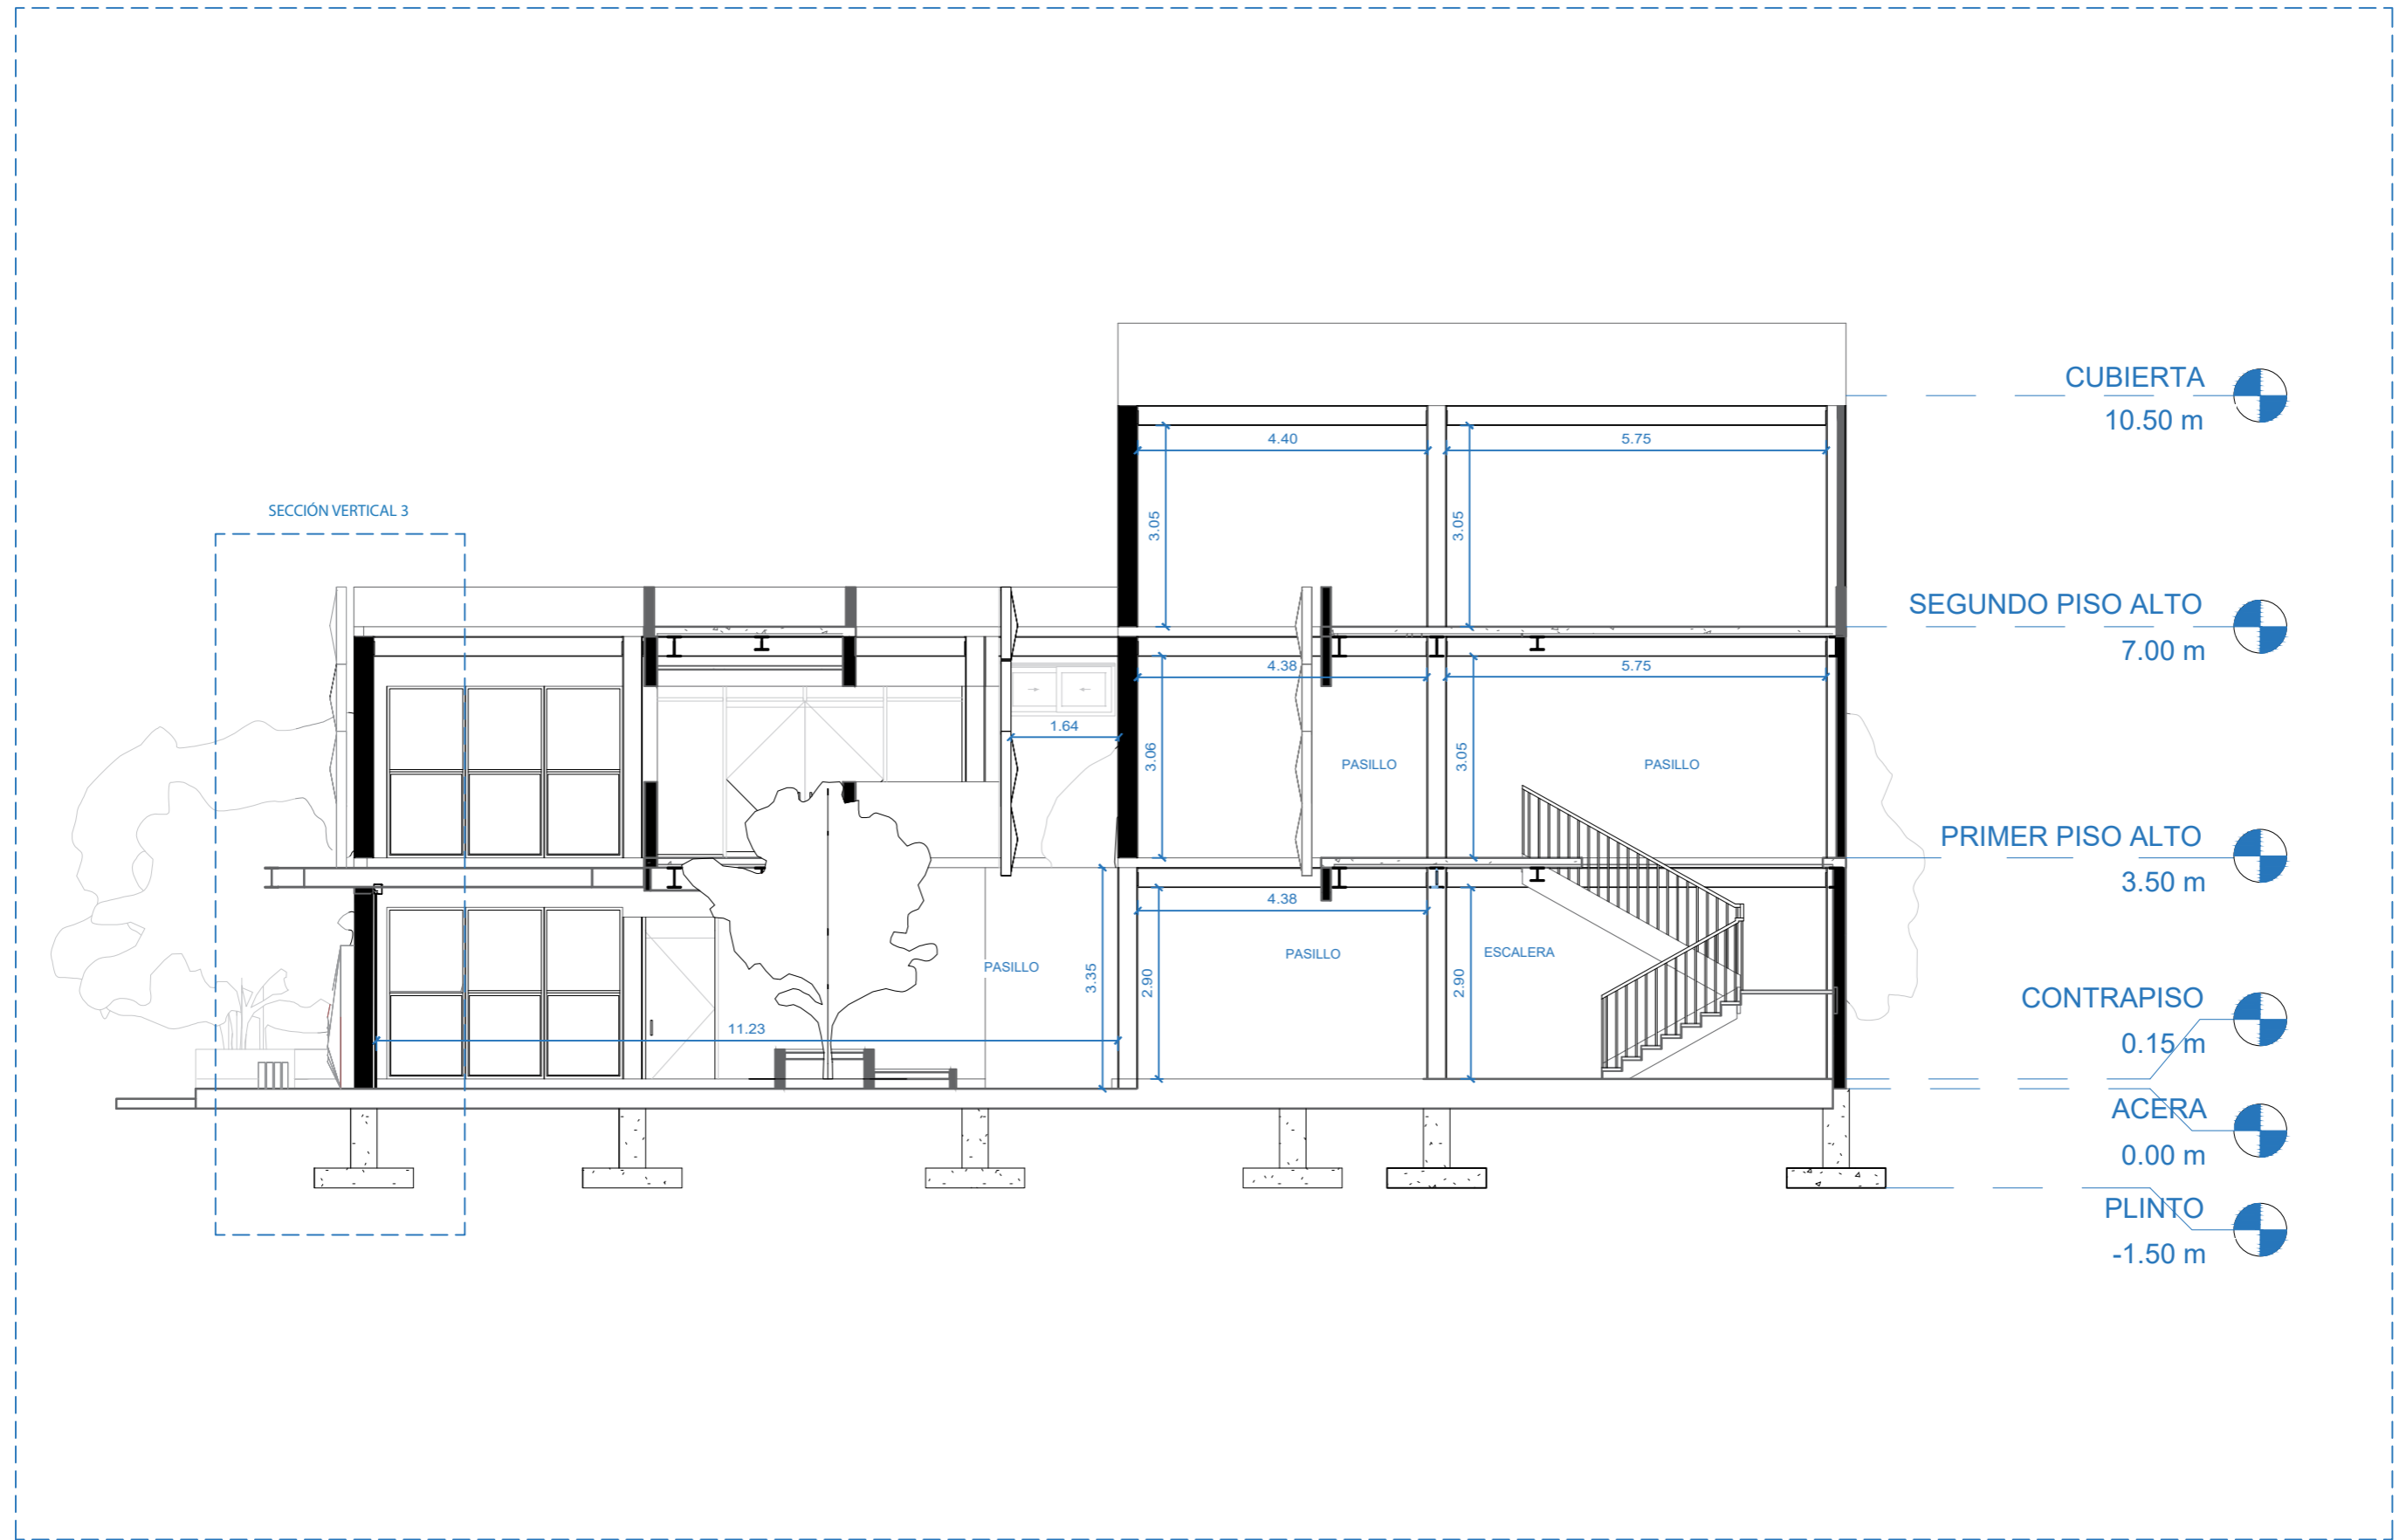 CUBIERTA
10.50 m
4.40
5.75
SECCIÓN VERTICAL 3
3.05
3.05
SEGUNDO PISO ALTO
7.00 m
4.38
5.75
1.64
3.06
PASILLO
3.05
PASILLO
PRIMER PISO ALTO
3.50 m
4.38
PASILLO
3.35
2.90
PASILLO
2.90
ESCALERA
CONTRAPISO
0.15 m
11.23
ACERA
0.00 m
PLINTO
-1.50 m